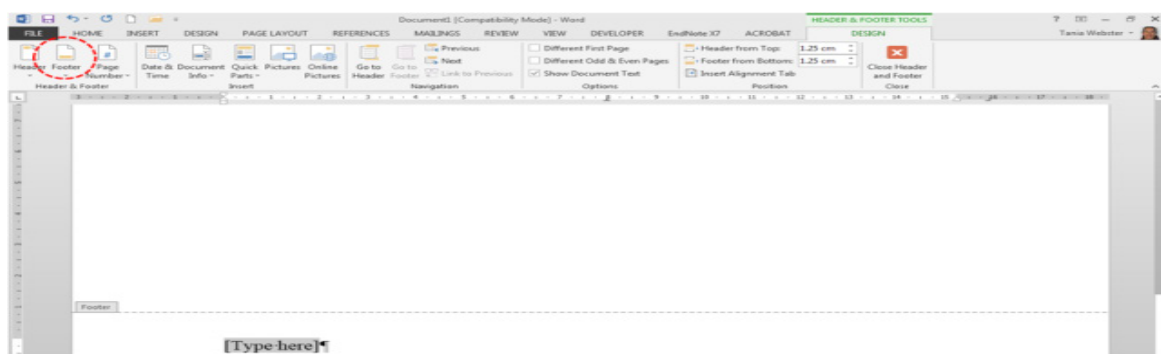 Document1 [Compatibility Mode] - Word
HEADER & FOOTER TOOLS
FILE HOME INSERT DESIGN PAGE LAYOUT REFERENCES MAILINGS REVIEW VIEW DEVELOPER EndNote X7 ACROBAT DESIGN Tania Webster
Previous Different First Page Header from Top: 1.25 cm
Next Different Odd & Even Pages Footer from Bottom: 1.25 cm
Header Footer Page Date & Document Quick Pictures Online Go to Go to Link to Previous Show Document Text Insert Alignment Tab Close Header
Number Time Info Parts Pictures Header Footer and Footer
Header & Footer Insert Navigation Options Position Close
Footer
[Type here]¶